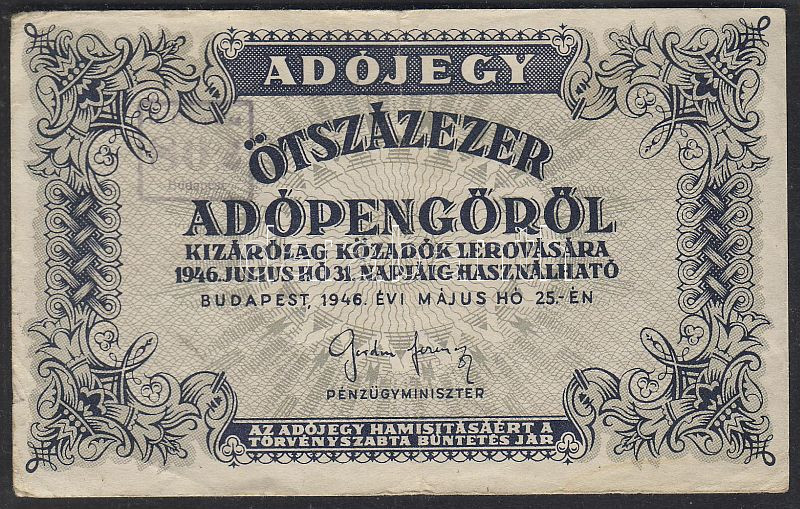 ADÓJEGY
ÖTSZÁZEZER
ADÓPENGŐRŐL
KIZÁRÓLAG KÖZADÓK LEROVÁSÁRA
1946. JULIUS HÓ 31. NAPJÁIG HASZNÁLHATÓ
BUDAPEST, 1946. ÉVI MÁJUS HÓ 25.-ÉN
PÉNZÜGYMINISZTER
AZ ADÓJEGY HAMISITÁSÁÉRT A
TÖRVÉNYSZABTA BÜNTETÉS JÁR
Budapest